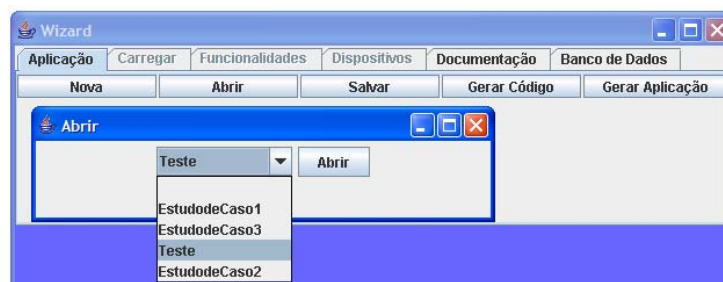 Wizard
Aplicação Carregar Funcionalidades Dispositivos Documentação Banco de Dados
Nova Abrir Salvar Gerar Código Gerar Aplicação
Abrir
Teste Abrir
EstudodeCaso1
EstudodeCaso3
Teste
EstudodeCaso2